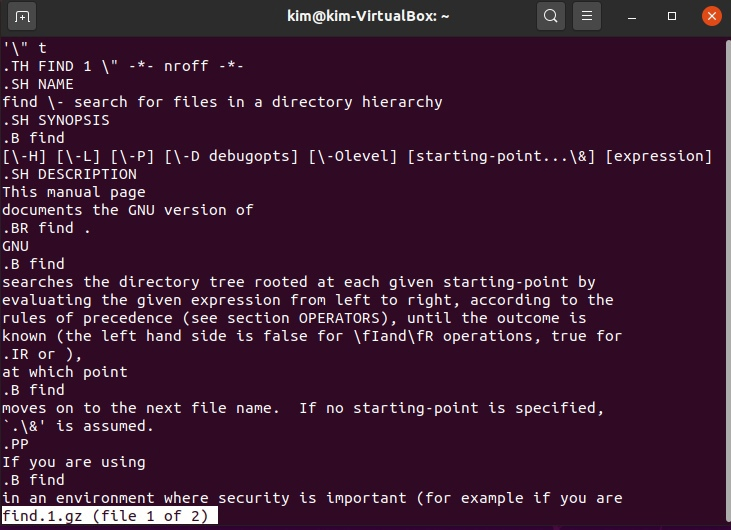 kim@kim-VirtualBox: ~
'\" t
.TH FIND 1 \" -*- nroff -*-
.SH NAME
find \- search for files in a directory hierarchy
.SH SYNOPSIS
.B find
[\-H] [\-L] [\-P] [\-D debugopts] [\-Olevel] [starting-point...\&] [expression]
.SH DESCRIPTION
This manual page
documents the GNU version of
.BR find .
GNU
.B find
searches the directory tree rooted at each given starting-point by
evaluating the given expression from left to right, according to the
rules of precedence (see section OPERATORS), until the outcome is
known (the left hand side is false for \fIand\fR operations, true for
.IR or ),
at which point
.B find
moves on to the next file name.  If no starting-point is specified,
`.\&' is assumed.
.PP
If you are using
.B find
in an environment where security is important (for example if you are
find.1.gz (file 1 of 2)